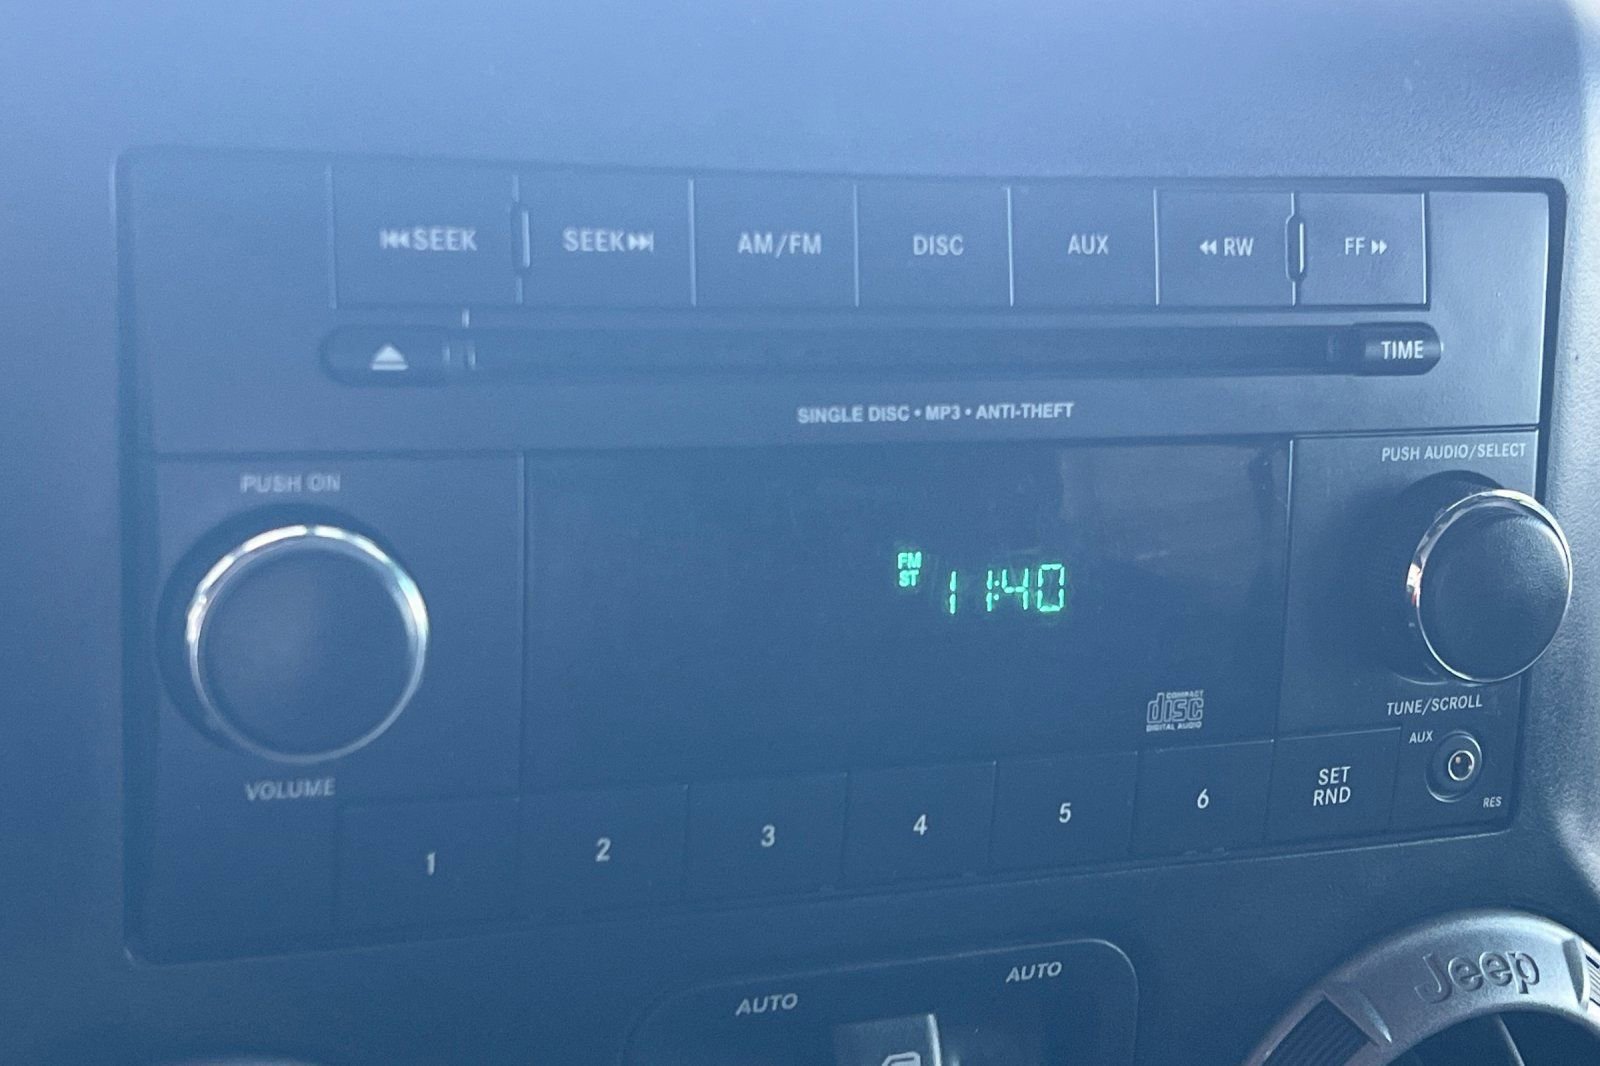 SEEK
SEEK
AM/FM
DISC
AUX
RW
FF
TIME
SINGLE DISC • MP3 • ANTI-THEFT
PUSH ON
PUSH AUDIO/SELECT
FM
ST
11:40
COMPACT
disc
DIGITAL AUDIO
VOLUME
TUNE/SCROLL
AUX
RES
1
2
3
4
5
6
SET
RND
AUTO
AUTO
Jeep